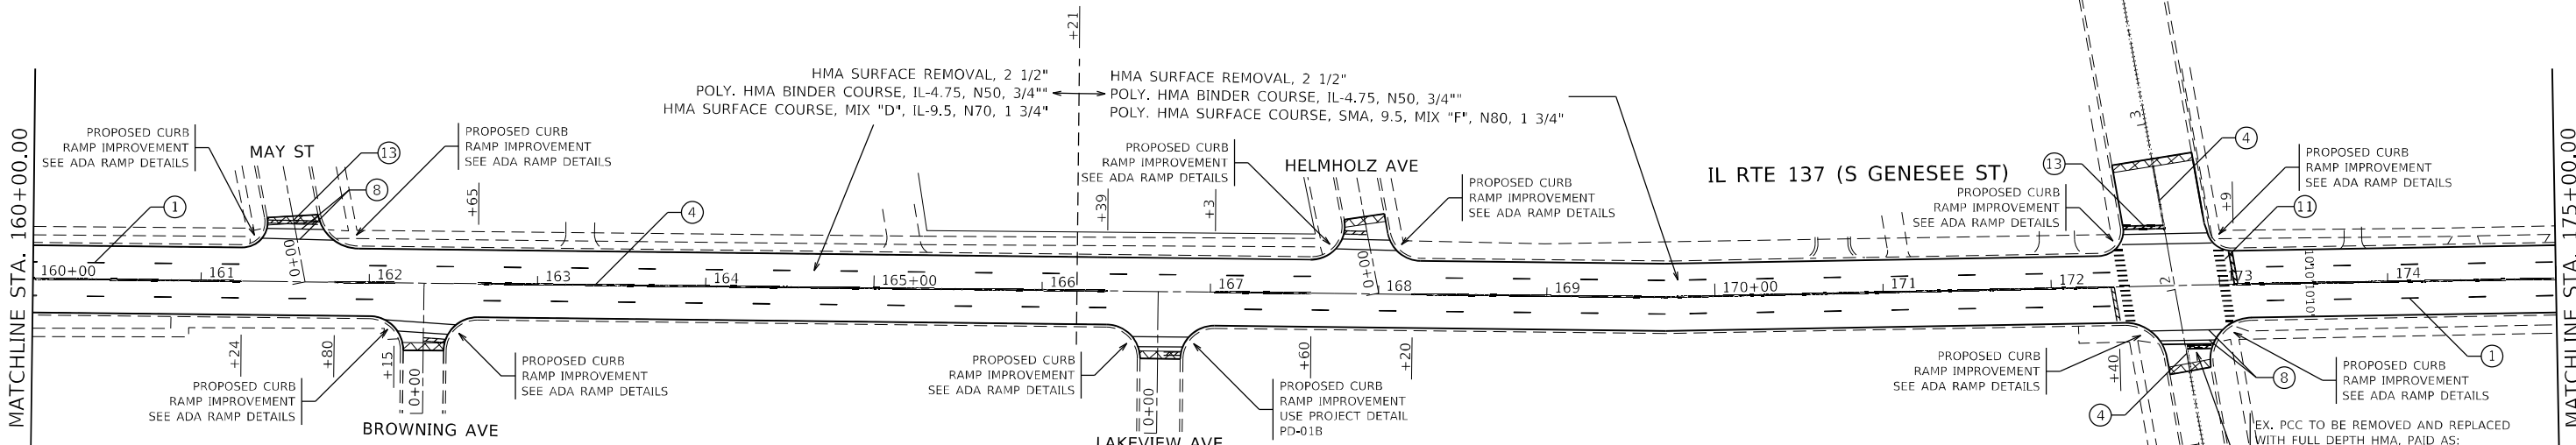 MATCHLINE STA. 160+00.00
PROPOSED CURB
RAMP IMPROVEMENT
SEE ADA RAMP DETAILS
MAY ST
13
8
PROPOSED CURB
RAMP IMPROVEMENT
SEE ADA RAMP DETAILS
1
+65
4
HMA SURFACE REMOVAL, 2 1/2"
POLY. HMA BINDER COURSE, IL-4.75, N50, 3/4""
HMA SURFACE COURSE, MIX "D", IL-9.5, N70, 1 3/4"
+21
HMA SURFACE REMOVAL, 2 1/2"
POLY. HMA BINDER COURSE, IL-4.75, N50, 3/4""
POLY. HMA SURFACE COURSE, SMA, 9.5, MIX "F", N80, 1 3/4"
+39
+3
PROPOSED CURB
RAMP IMPROVEMENT
SEE ADA RAMP DETAILS
HELMHOLZ AVE
PROPOSED CURB
RAMP IMPROVEMENT
SEE ADA RAMP DETAILS
IL RTE 137 (S GENESEE ST)
PROPOSED CURB
RAMP IMPROVEMENT
SEE ADA RAMP DETAILS
13
3
4
+9
PROPOSED CURB
RAMP IMPROVEMENT
SEE ADA RAMP DETAILS
11
MATCHLINE STA. 175+00.00
160+00
161
0+00
162
163
164
165+00
166
167
0+00
168
169
170+00
171
172
2
173
174
+24
+80
+15
0+00
PROPOSED CURB
RAMP IMPROVEMENT
SEE ADA RAMP DETAILS
BROWNING AVE
PROPOSED CURB
RAMP IMPROVEMENT
SEE ADA RAMP DETAILS
PROPOSED CURB
RAMP IMPROVEMENT
SEE ADA RAMP DETAILS
0+00
LAKEVIEW AVE
PROPOSED CURB
RAMP IMPROVEMENT
USE PROJECT DETAIL
PD-01B
+60
+20
PROPOSED CURB
RAMP IMPROVEMENT
SEE ADA RAMP DETAILS
+40
4
8
PROPOSED CURB
RAMP IMPROVEMENT
SEE ADA RAMP DETAILS
1
EX. PCC TO BE REMOVED AND REPLACED
WITH FULL DEPTH HMA, PAID AS: